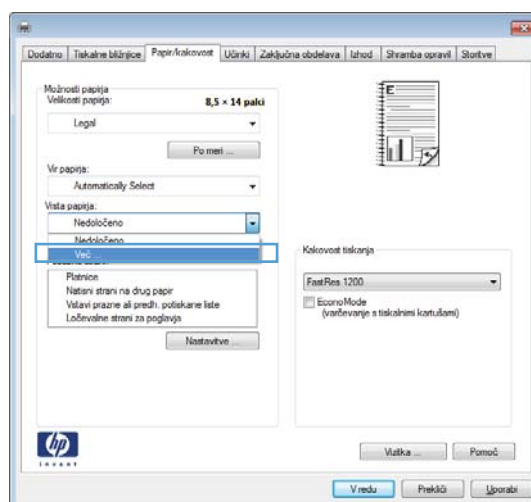 Dodatno Tiskalne bližnjice Papir/kakovost Učinki Zaključna obdelava Izhod Shramba opravil Storitve
Možnosti papirja
Velikosti papirja:
8,5 × 14 palci
Legal
Po meri ...
Vir papirja:
Automatically Select
Vrsta papirja:
Nedoločeno
Nedoločeno
Več ...
Platnice
Natisni strani na drug papir
Vstavi prazne ali predh. potiskane liste
Ločevalne strani za poglavja
Nastavitve ...
E
Kakovost tiskanja
FastRes 1200
EconoMode
(varčevanje s tiskalnimi kartušami)
hp
invent
Vizitka ... Pomoč
V redu Prekliči Uporabi